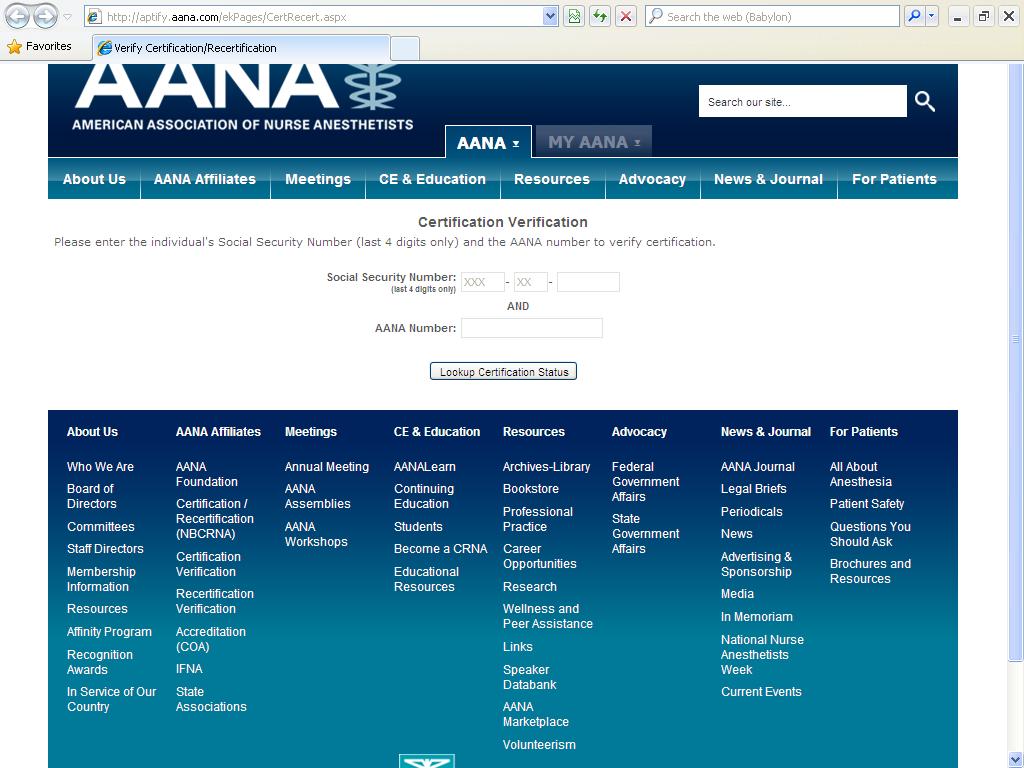 http://aptify.aana.com/ekPages/CertRecert.aspx
Search the web (Babylon)
Favorites
Verify Certification/Recertification
AANA
AMERICAN ASSOCIATION OF NURSE ANESTHETISTS
Search our site...
AANA
MY AANA
About Us AANA Affiliates Meetings CE & Education Resources Advocacy News & Journal For Patients
Certification Verification
Please enter the individual's Social Security Number (last 4 digits only) and the AANA number to verify certification.
Social Security Number: XXX - XX -
(last 4 digits only)
AND
AANA Number:
Lookup Certification Status
About Us
Who We Are
Board of
Directors
Committees
Staff Directors
Membership
Information
Resources
Affinity Program
Recognition
Awards
In Service of Our
Country
AANA Affiliates
AANA
Foundation
Certification /
Recertification
(NBCRNA)
Certification
Verification
Recertification
Verification
Accreditation
(COA)
IFNA
State
Associations
Meetings
Annual Meeting
AANA
Assemblies
AANA
Workshops
CE & Education
AANALearn
Continuing
Education
Students
Become a CRNA
Educational
Resources
Resources
Archives-Library
Bookstore
Professional
Practice
Career
Opportunities
Research
Wellness and
Peer Assistance
Links
Speaker
Databank
AANA
Marketplace
Volunteerism
Advocacy
Federal
Government
Affairs
State
Government
Affairs
News & Journal
AANA Journal
Legal Briefs
Periodicals
News
Advertising &
Sponsorship
Media
In Memoriam
National Nurse
Anesthetists
Week
Current Events
For Patients
All About
Anesthesia
Patient Safety
Questions You
Should Ask
Brochures and
Resources